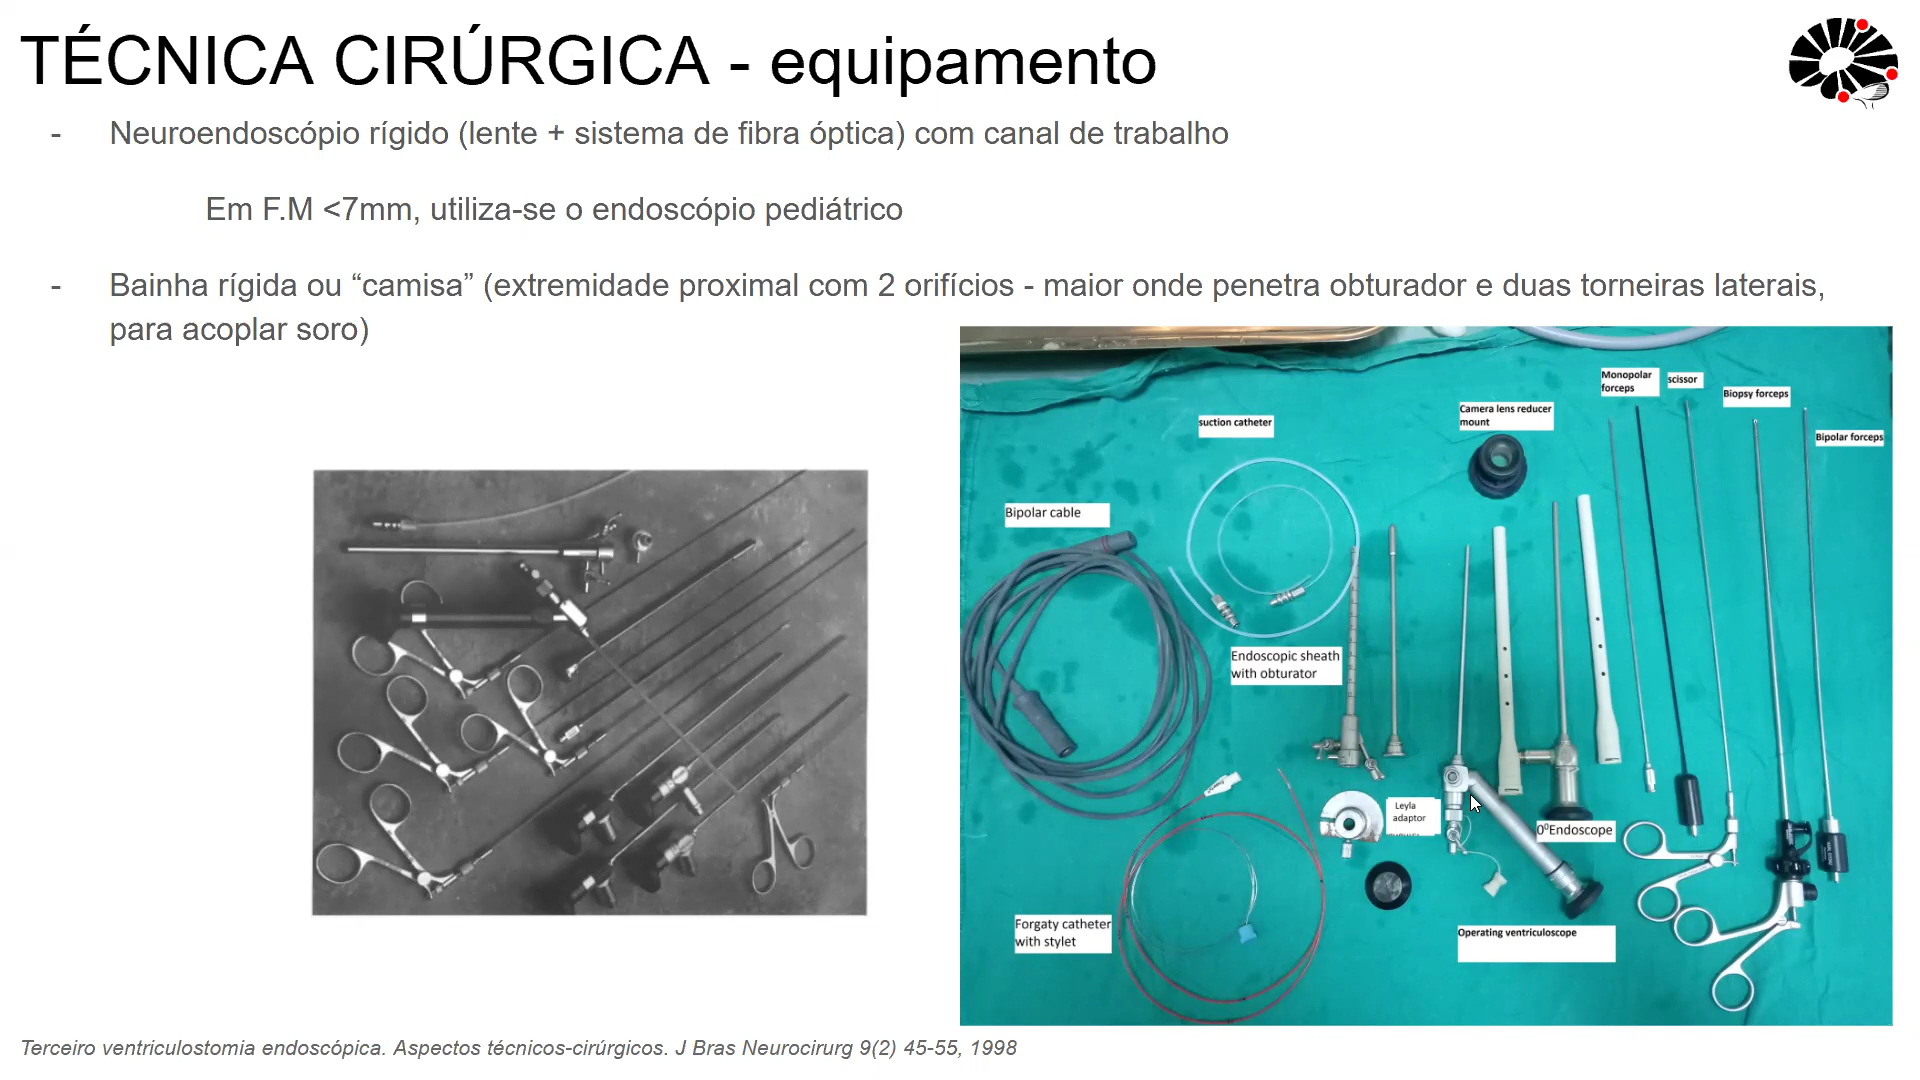 TÉCNICA CIRÚRGICA - equipamento
- Neuroendoscópio rígido (lente + sistema de fibra óptica) com canal de trabalho
Em F.M <7mm, utiliza-se o endoscópio pediátrico
- Bainha rígida ou “camisa” (extremidade proximal com 2 orifícios - maior onde penetra obturador e duas torneiras laterais,
para acoplar soro)
Monopolar
forceps
scissor
Biopsy forceps
Camera lens reducer
mount
suction catheter
Bipolar forceps
Bipolar cable
Endoscopic sheath
with obturator
Leyla
adaptor
0⁰Endoscope
Forgaty catheter
with stylet
Operating ventriculoscope
Terceiro ventriculostomia endoscópica. Aspectos técnicos-cirúrgicos. J Bras Neurocirurg 9(2) 45-55, 1998